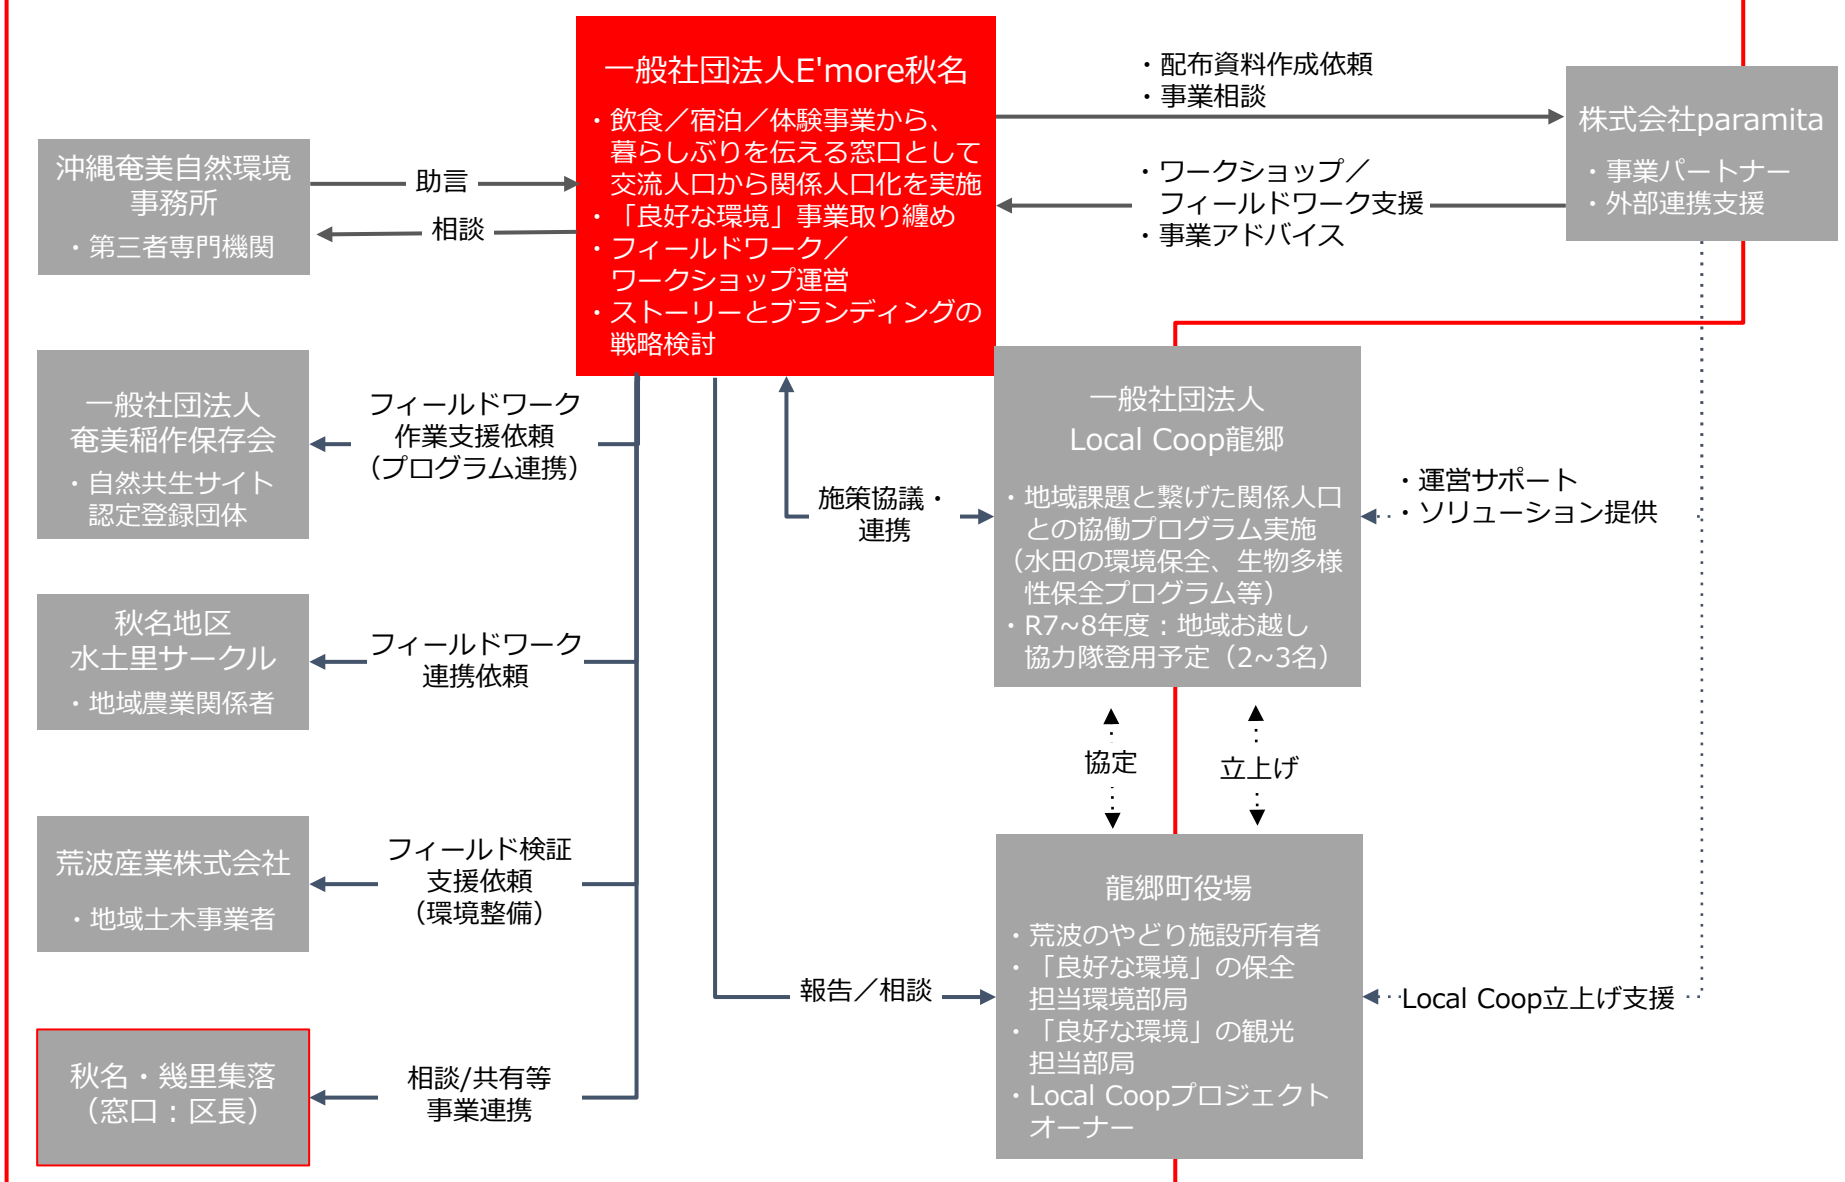 一般社団法人E'more秋名
・飲食／宿泊／体験事業から、
暮らしぶりを伝える窓口として
交流人口から関係人口化を実施
・「良好な環境」事業取り纏め
・フィールドワーク／
ワークショップ運営
・ストーリーとブランディングの
戦略検討
・配布資料作成依頼
・事業相談
株式会社paramita
・事業パートナー
・外部連携支援
・ワークショップ／
フィールドワーク支援
・事業アドバイス
沖縄奄美自然環境
事務所
・第三者専門機関
助言
相談
一般社団法人
奄美稲作保存会
・自然共生サイト
認定登録団体
フィールドワーク
作業支援依頼
（プログラム連携）
施策協議・
連携
一般社団法人
Local Coop龍郷
・地域課題と繋げた関係人口
との協働プログラム実施
（水田の環境保全、生物多様
性保全プログラム等）
・R7~8年度：地域お越し
協力隊登用予定（2~3名）
・運営サポート
・ソリューション提供
秋名地区
水土里サークル
・地域農業関係者
フィールドワーク
連携依頼
協定
立上げ
荒波産業株式会社
・地域土木事業者
フィールド検証
支援依頼
（環境整備）
龍郷町役場
・荒波のやどり施設所有者
・「良好な環境」の保全
担当環境部局
・「良好な環境」の観光
担当部局
・Local Coopプロジェクト
オーナー
報告／相談
Local Coop立上げ支援
秋名・幾里集落
（窓口：区長）
相談/共有等
事業連携